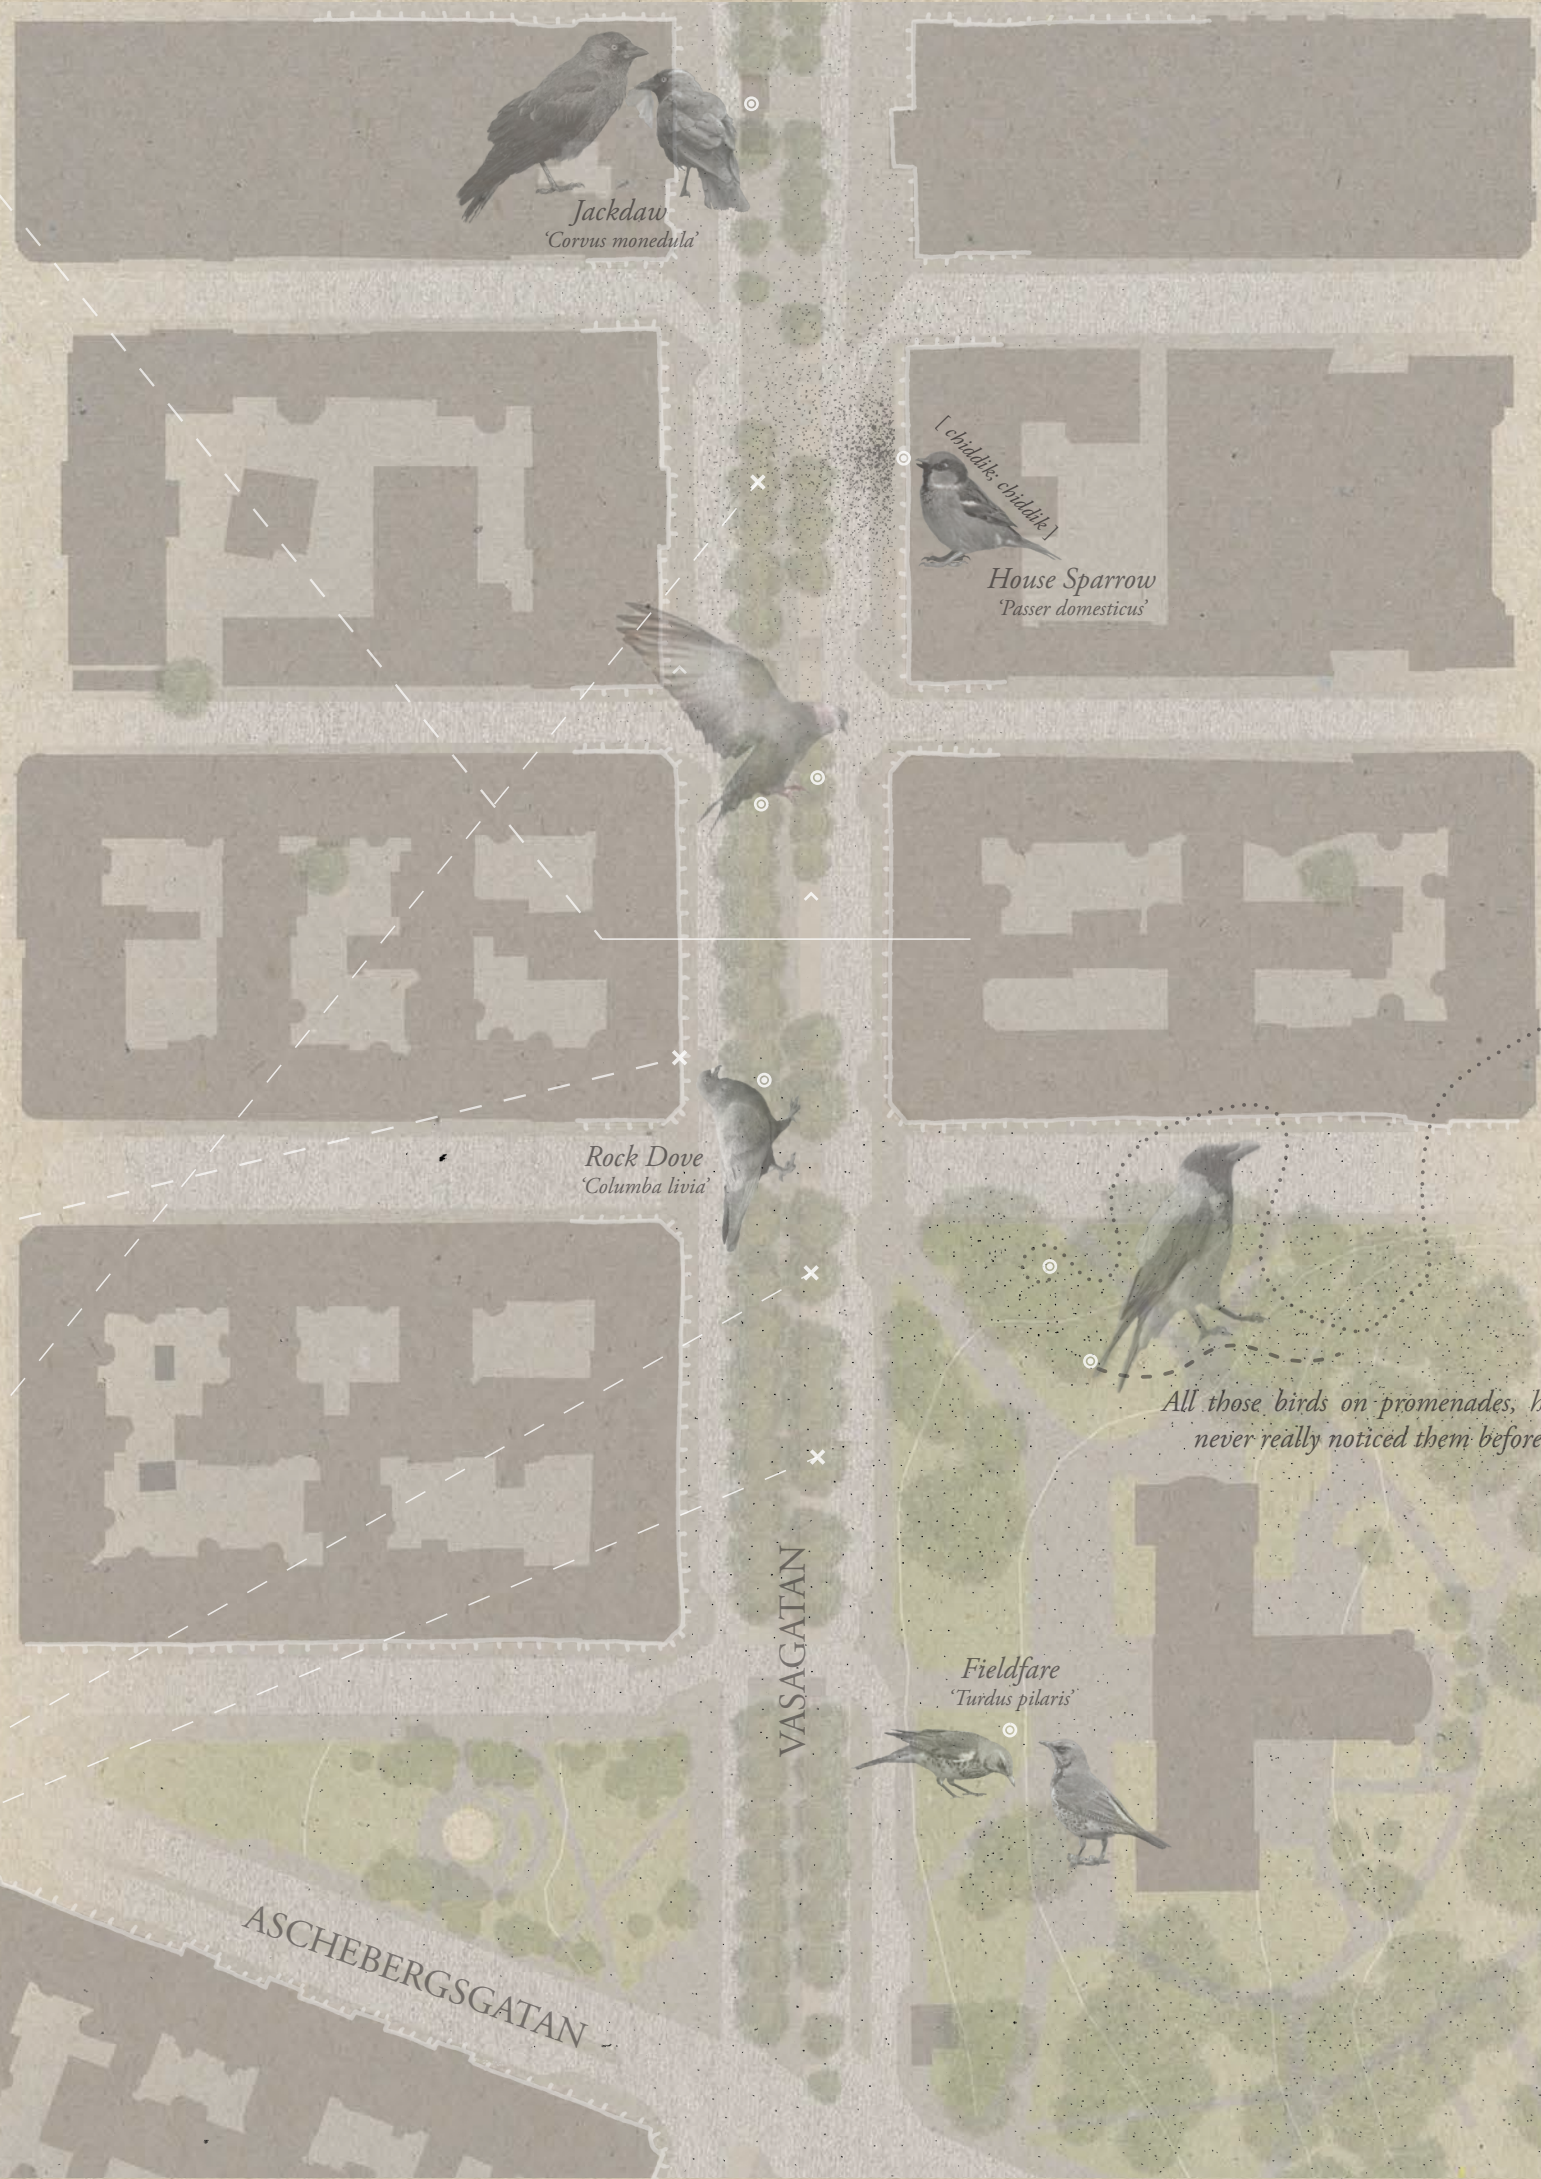 Jackdaw
‘Corvus monedula’
[ chiddik; chiddik ]
House Sparrow
‘Passer domesticus’
Rock Dove
‘Columba livia’
All those birds on promenades, h
never really noticed them before
VASAGATAN
Fieldfare
‘Turdus pilaris’
ASCHEBERGSGATAN